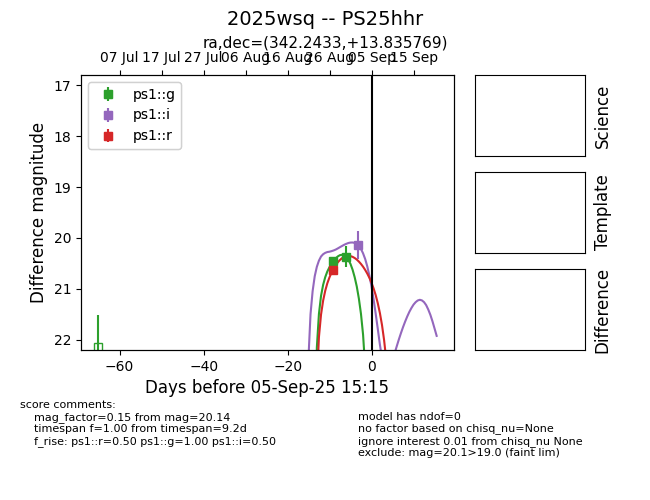 2025wsq -- PS25hhr
ra,dec=(342.2433,+13.835769)
07 Jul 17 Jul 27 Jul 06 Aug 16 Aug 26 Aug 05 Sep 15 Sep
ps1::g
ps1::i
ps1::r
17
18
19
20
21
22
Difference magnitude
−60 −40 −20 0
Days before 05-Sep-25 15:15
Science
Template
Difference
score comments:
mag_factor=0.15 from mag=20.14
timespan f=1.00 from timespan=9.2d
f_rise: ps1::r=0.50 ps1::g=1.00 ps1::i=0.50
model has ndof=0
no factor based on chisq_nu=None
ignore interest 0.01 from chisq_nu None
exclude: mag=20.1>19.0 (faint lim)